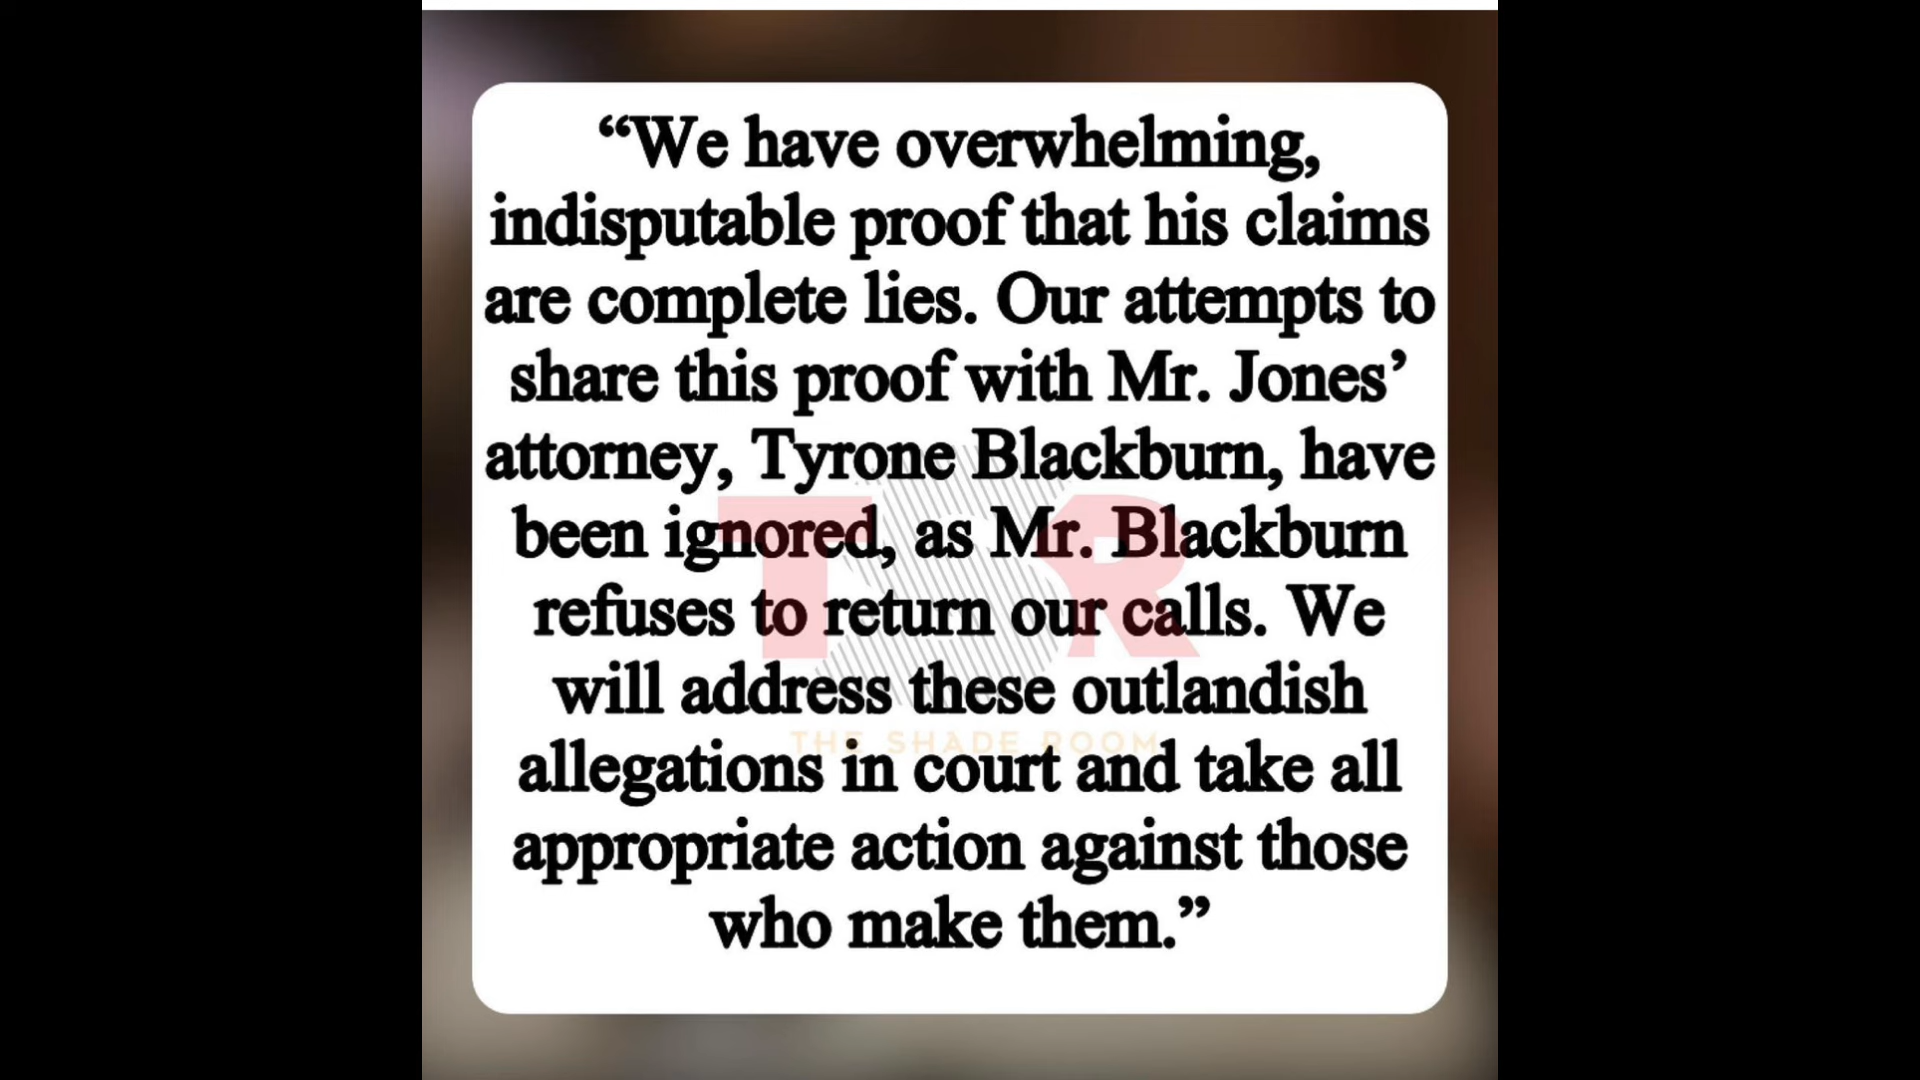 “We have overwhelming,
indisputable proof that his claims
are complete lies. Our attempts to
share this proof with Mr. Jones’
attorney, Tyrone Blackburn, have
been ignored, as Mr. Blackburn
refuses to return our calls. We
will address these outlandish
allegations in court and take all
appropriate action against those
who make them.”
TSR
THE SHADE ROOM